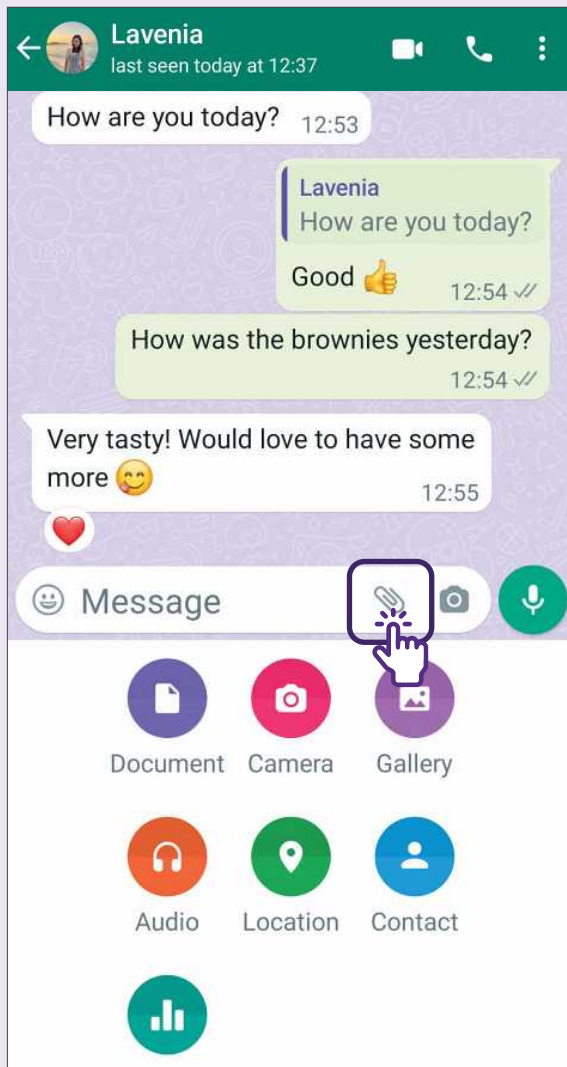 Lavenia
last seen today at 12:37
How are you today? 12:53
Lavenia
How are you today?
Good 👍 12:54
How was the brownies yesterday?
12:54
Very tasty! Would love to have some
more 😋 12:55
Message
Document Camera Gallery
Audio Location Contact